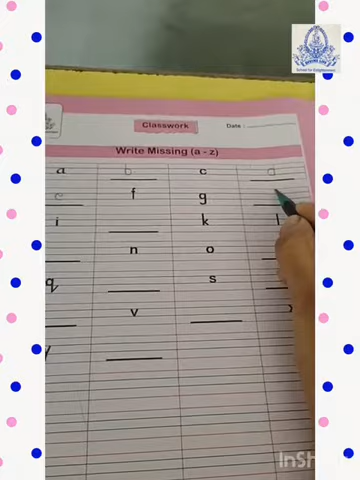 Classwork
Date :
Write Missing (a - z)
a b c d
e f g
i k l
n o
q s
v
y
InSh